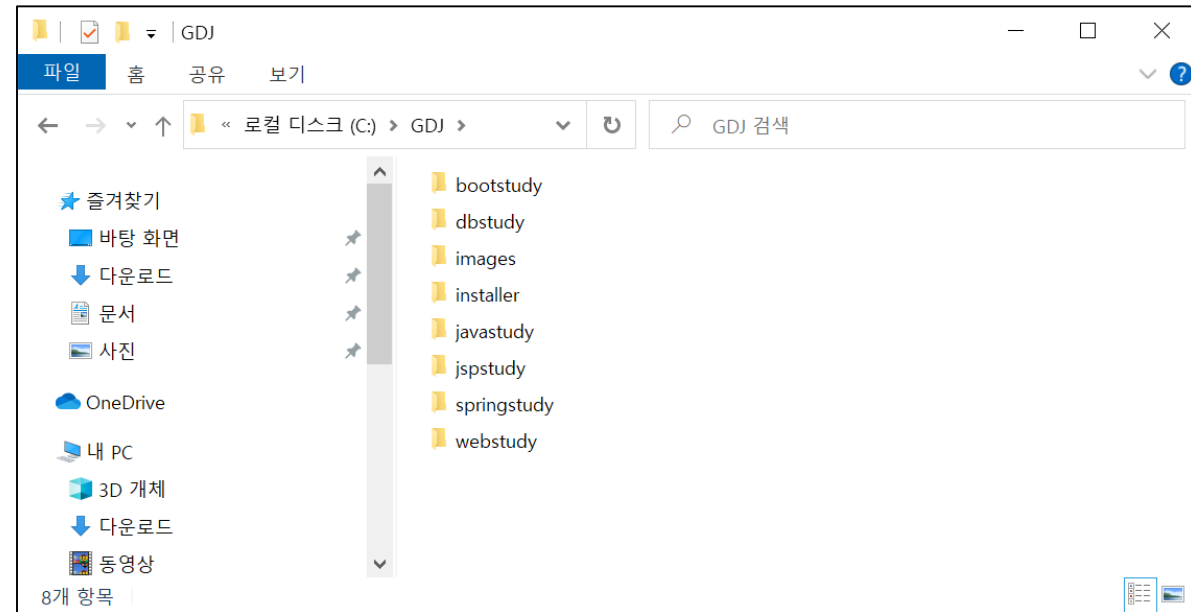 GDJ
파일 홈 공유 보기
?
« 로컬 디스크 (C:) > GDJ > GDJ 검색
즐겨찾기
바탕 화면
다운로드
문서
사진
OneDrive
내 PC
3D 개체
다운로드
동영상
bootstudy
dbstudy
images
installer
javastudy
jspstudy
springstudy
webstudy
8개 항목